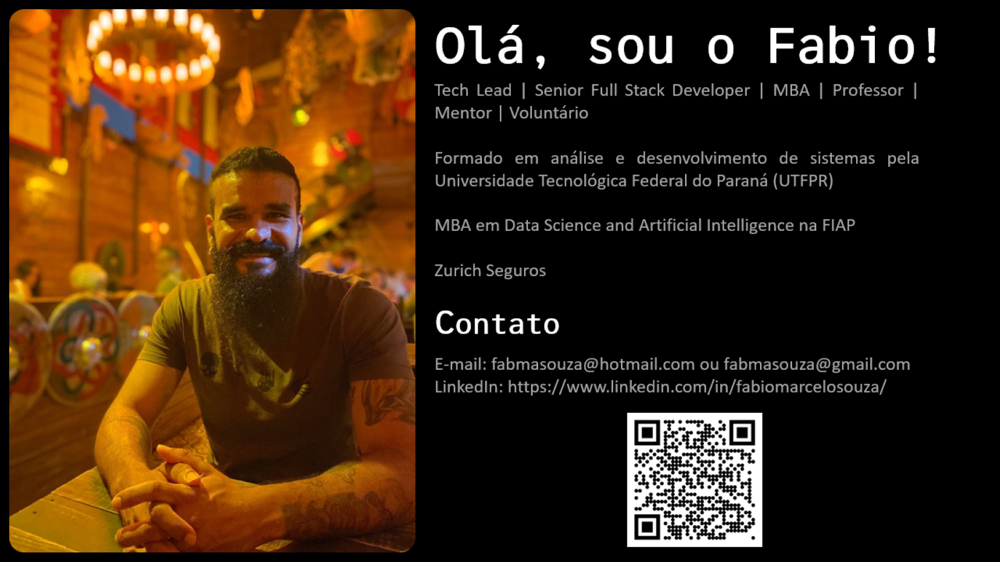 Olá, sou o Fabio!
Tech Lead | Senior Full Stack Developer | MBA | Professor |
Mentor | Voluntário
Formado em análise e desenvolvimento de sistemas pela
Universidade Tecnológica Federal do Paraná (UTFPR)
MBA em Data Science and Artificial Intelligence na FIAP
Zurich Seguros
Contato
E-mail: fabmasouza@hotmail.com ou fabmasouza@gmail.com
LinkedIn: https://www.linkedin.com/in/fabiomarcelosouza/